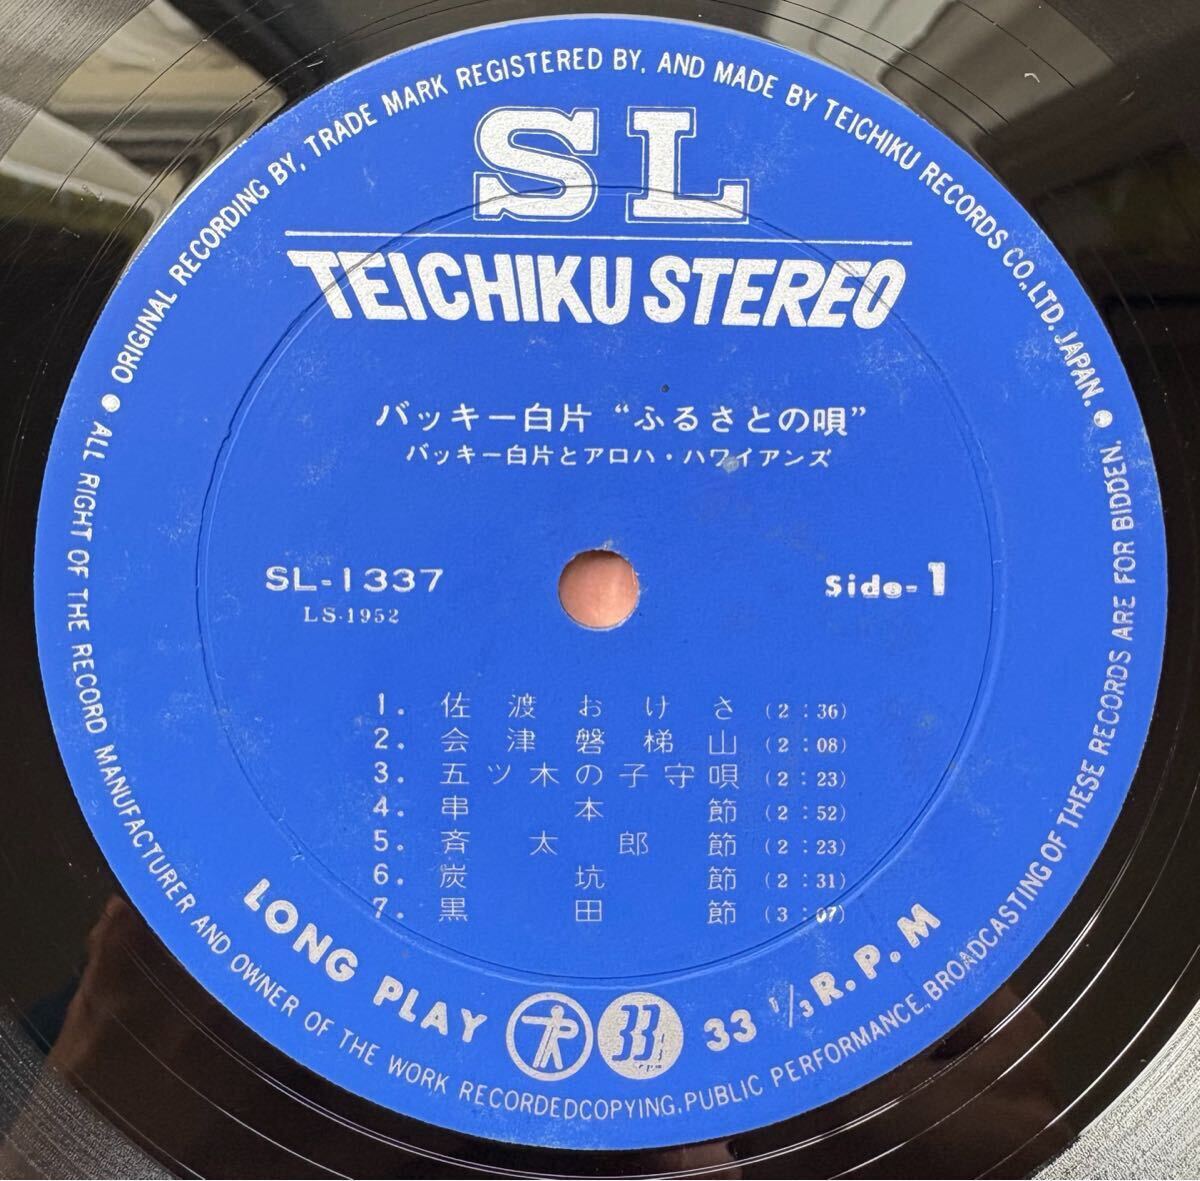 • ORIGINAL RECORDING BY, TRADE MARK REGISTERED BY, AND MADE BY TEICHIKU RECORDS CO. LTD. JAPAN. •
SL
TEICHIKU STEREO
バッキー白片 “ふるさとの唄”
バッキー白片とアロハ・ハワイアンズ
SL-1337
LS-1952
Side-1
1. 佐渡おけさ (2:36)
2. 会津磐梯山 (2:08)
3. 五ツ木の子守唄 (2:23)
4. 串本節 (2:52)
5. 斉太郎節 (2:23)
6. 炭坑節 (2:31)
7. 黒田節 (3:07)
LONG PLAY
33 1/3
rpm
33 1/3 R.P.M
ALL RIGHT OF THE RECORD MANUFACTURER AND OWNER OF THE WORK RECORDEDCOPYING, PUBLIC PERFORMANCE, BROADCASTING OF THESE RECORDS ARE FOR BIDDEN.